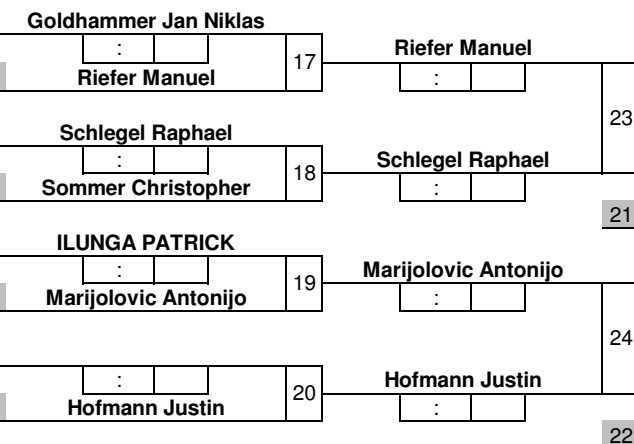 Goldhammer Jan Niklas
:
17
Riefer Manuel
Riefer Manuel
:
23
Schlegel Raphael
:
18
Sommer Christopher
Schlegel Raphael
:
21
ILUNGA PATRICK
:
19
Marijolovic Antonijo
Marijolovic Antonijo
:
24
:
20
Hofmann Justin
Hofmann Justin
:
22